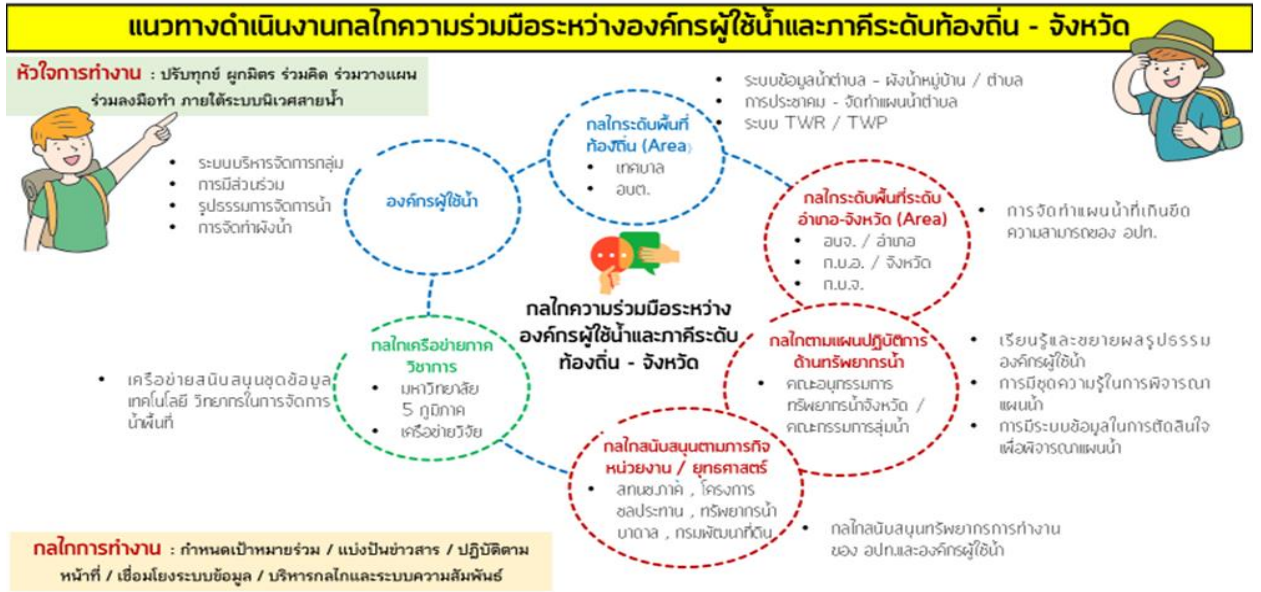 แนวทางดำเนินงานกลไกความร่วมมือระหว่างองค์กรผู้ใช้น้ำและภาคีระดับท้องถิ่น - จังหวัด
หัวใจการทำงาน : ปรับทุกข์ ผูกมิตร ร่วมคิด ร่วมวางแผน
ร่วมลงมือทำ ภายใต้ระบบนิเวศสายน้ำ
• ระบบบริหารจัดการกลุ่ม
• การมีส่วนร่วม
• รูปธรรมการจัดการน้ำ
• การจัดทำผังน้ำ
องค์กรผู้ใช้น้ำ
กลไกระดับพื้นที่
ท้องถิ่น (Area)
• เทศบาล
• อบต.
• ระบบข้อมูลน้ำตำบล - ผังน้ำหมู่บ้าน / ตำบล
• การประชาคม - จัดทำแผนน้ำตำบล
• ระบบ TWR / TWP
กลไกระดับพื้นที่ระดับ
อำเภอ-จังหวัด (Area)
• อบจ. / อำเภอ
• ก.บ.อ. / จังหวัด
• ก.บ.จ.
• การจัดทำแผนน้ำที่เกินขีด
ความสามารถของ อปท.
กลไกความร่วมมือระหว่าง
องค์กรผู้ใช้น้ำและภาคีระดับ
ท้องถิ่น - จังหวัด
กลไกตามแผนปฏิบัติการ
ด้านทรัพยากรน้ำ
• คณะอนุกรรมการ
ทรัพยากรน้ำจังหวัด /
คณะกรรมการลุ่มน้ำ
• เรียนรู้และขยายผลรูปธรรม
องค์กรผู้ใช้น้ำ
• การมีชุดความรู้ในการพิจารณา
แผนน้ำ
• การมีระบบข้อมูลในการตัดสินใจ
เพื่อพิจารณาแผนน้ำ
กลไกเครือข่ายภาค
วิชาการ
• มหาวิทยาลัย
5 ภูมิภาค
• เครือข่ายวิจัย
• เครือข่ายสนับสนุนชุดข้อมูล
เทคโนโลยี วิทยากรในการจัดการ
น้ำพื้นที่
กลไกสนับสนุนตามภารกิจ
หน่วยงาน / ยุทธศาสตร์
• สทนช.ภาค , โครงการ
ชลประทาน , ทรัพยากรน้ำ
บาดาล , กรมพัฒนาที่ดิน
• กลไกสนับสนุนทรัพยากรการทำงาน
ของ อปท.และองค์กรผู้ใช้น้ำ
กลไกการทำงาน : กำหนดเป้าหมายร่วม / แบ่งปันข่าวสาร / ปฏิบัติตาม
หน้าที่ / เชื่อมโยงระบบข้อมูล / บริหารกลไกและระบบความสัมพันธ์